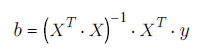 b = (X^T · X)^{-1} · X^T · y